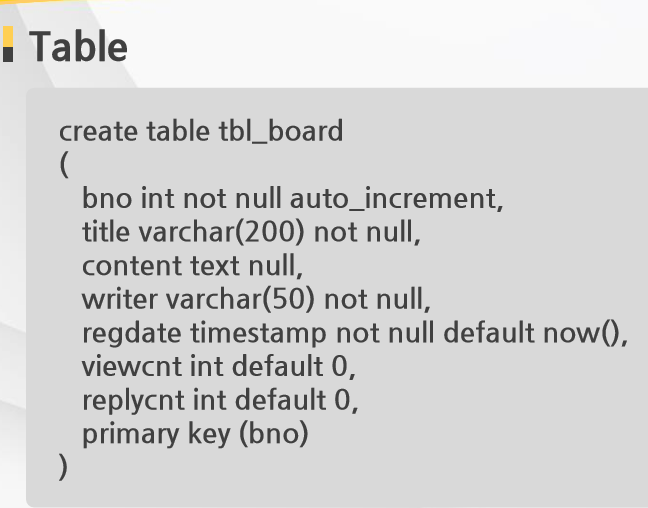 Table
create table tbl_board
(
bno int not null auto_increment,
title varchar(200) not null,
content text null,
writer varchar(50) not null,
regdate timestamp not null default now(),
viewcnt int default 0,
replycnt int default 0,
primary key (bno)
)